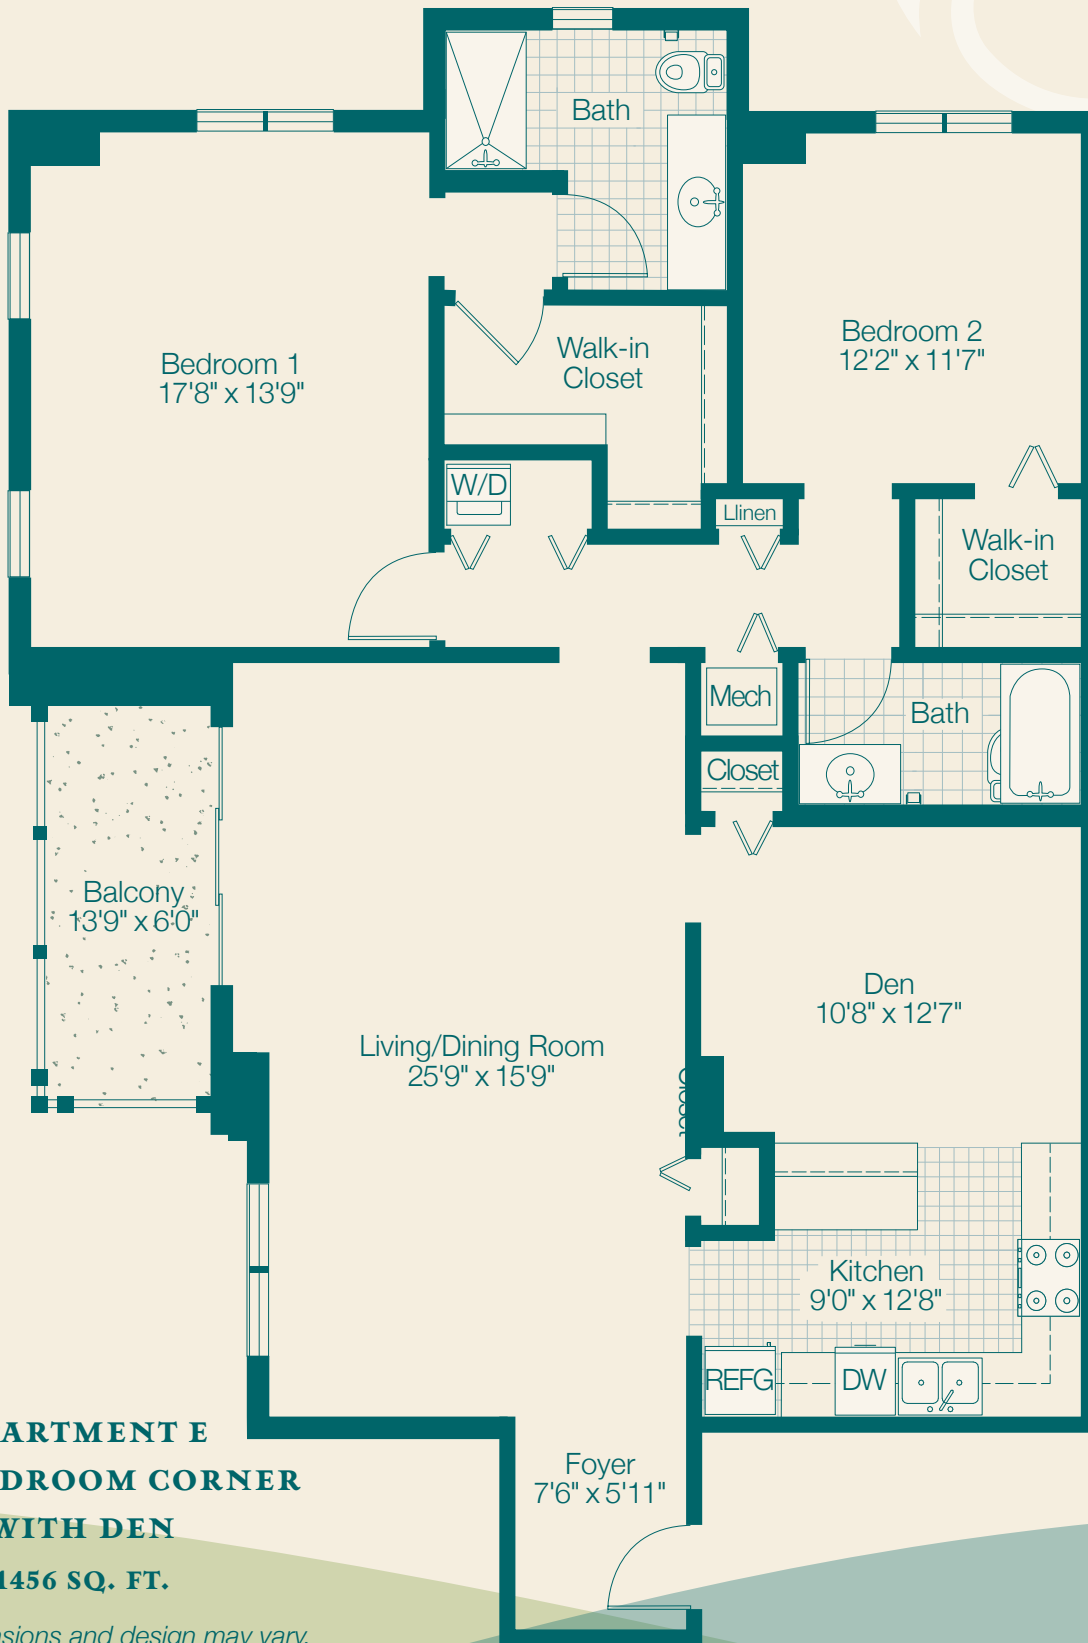 Bath
Bedroom 1
17'8" x 13'9"
Walk-in
Closet
Bedroom 2
12'2" x 11'7"
W/D
Llinen
Walk-in
Closet
Mech
Bath
Closet
Balcony
13'9" x 6'0"
Den
10'8" x 12'7"
Living/Dining Room
25'9" x 15'9"
Closet
Kitchen
9'0" x 12'8"
REFG
DW
Foyer
7'6" x 5'11"
ARTMENT E
DROOM CORNER
WITH DEN
1456 SQ. FT.
nsions and design may vary.